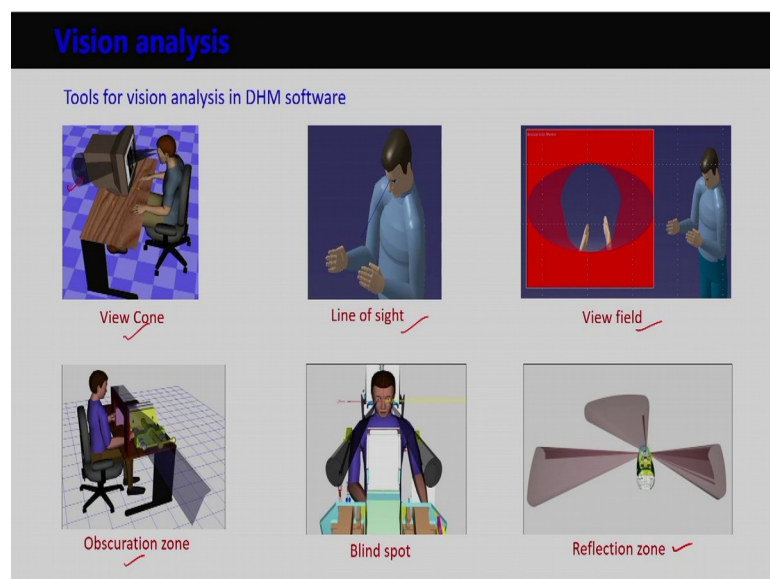 Vision analysis
Tools for vision analysis in DHM software
View Cone
Line of sight
View field
Obscuration zone
Blind spot
Reflection zone